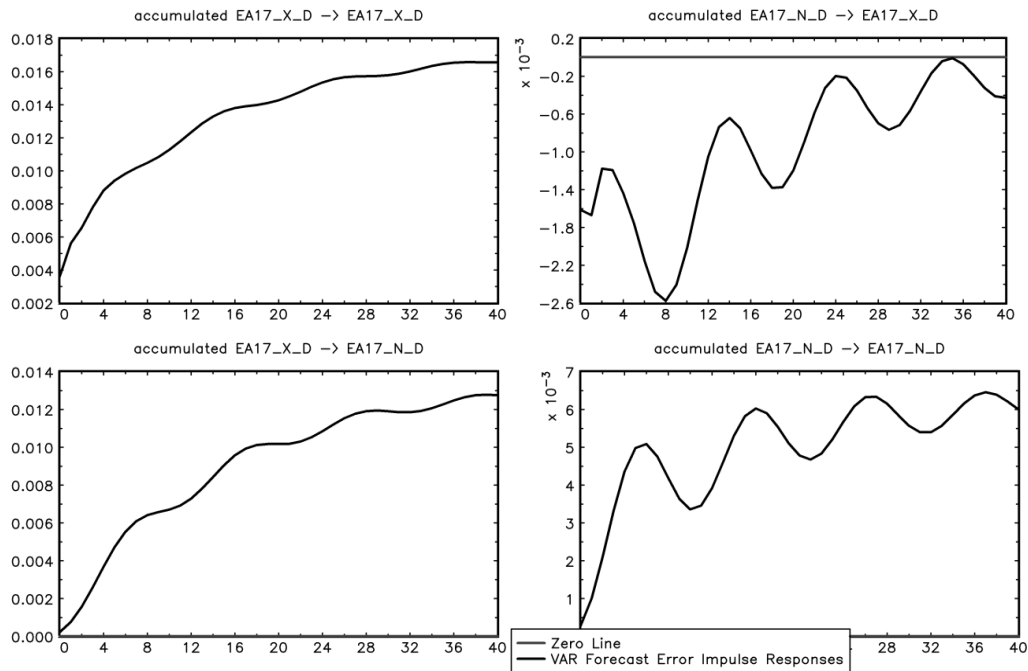 accumulated EA17_X_D −> EA17_X_D
0.018
0.016
0.014
0.012
0.010
0.008
0.006
0.004
0.002
0 4 8 12 16 20 24 28 32 36 40
accumulated EA17_N_D −> EA17_X_D
x 10⁻³
0.2
−0.2
−0.6
−1.0
−1.4
−1.8
−2.2
−2.6
0 4 8 12 16 20 24 28 32 36 40
accumulated EA17_X_D −> EA17_N_D
0.014
0.012
0.010
0.008
0.006
0.004
0.002
0.000
0 4 8 12 16 20 24 28 32 36 40
accumulated EA17_N_D −> EA17_N_D
x 10⁻³
7
6
5
4
3
2
1
24 28 32 36 40
Zero Line
VAR Forecast Error Impulse Responses